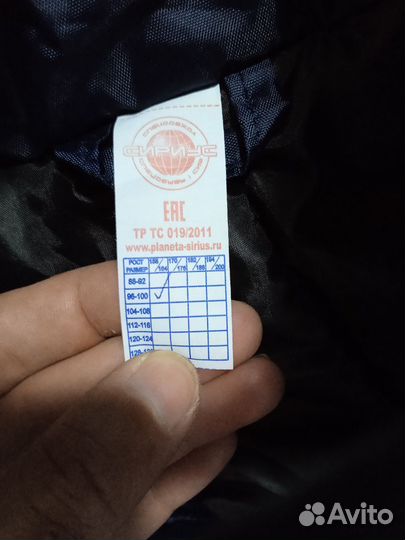 СПЕЦОДЕЖДА
СИРИУС
EAC
ТР ТС 019/2011
www.planeta-sirius.ru
РОСТ РАЗМЕР 158/164 170/176 182/188 194/200
88-92
96-100 ✓
104-108
112-116
120-124
Avito